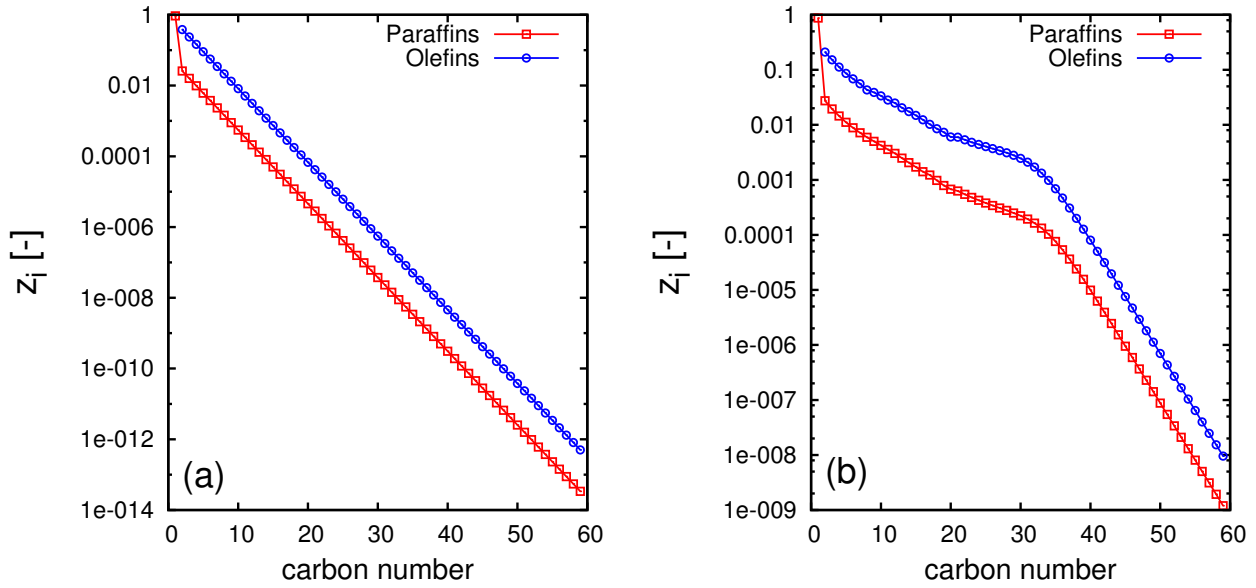 1
0.01
0.0001
1e-006
1e-008
1e-010
1e-012
1e-014
0 10 20 30 40 50 60
z_i [-]
carbon number
Paraffins
Olefins
(a)
1
0.1
0.01
0.001
0.0001
1e-005
1e-006
1e-007
1e-008
1e-009
0 10 20 30 40 50 60
z_i [-]
carbon number
Paraffins
Olefins
(b)